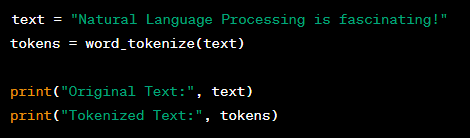 text = "Natural Language Processing is fascinating!"
tokens = word_tokenize(text)
print("Original Text:", text)
print("Tokenized Text:", tokens)